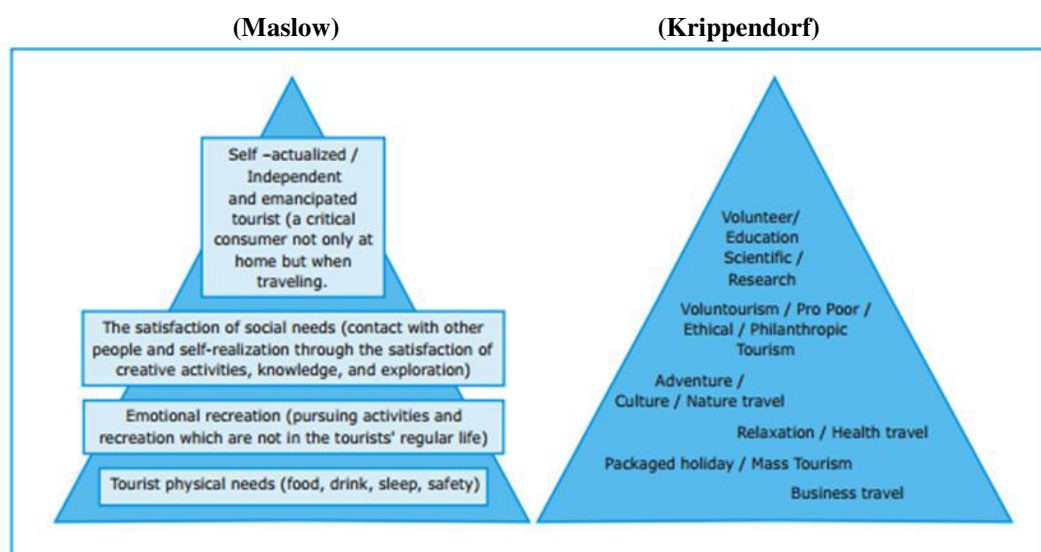 (Maslow)
(Krippendorf)
Self –actualized /
Independent
and emancipated
tourist (a critical
consumer not only at
home but when
traveling.
The satisfaction of social needs (contact with other
people and self-realization through the satisfaction of
creative activities, knowledge, and exploration)
Emotional recreation (pursuing activities and
recreation which are not in the tourists' regular life)
Tourist physical needs (food, drink, sleep, safety)
Volunteer/
Education
Scientific /
Research
Voluntourism / Pro Poor /
Ethical / Philanthropic
Tourism
Adventure /
Culture / Nature travel
Relaxation / Health travel
Packaged holiday / Mass Tourism
Business travel